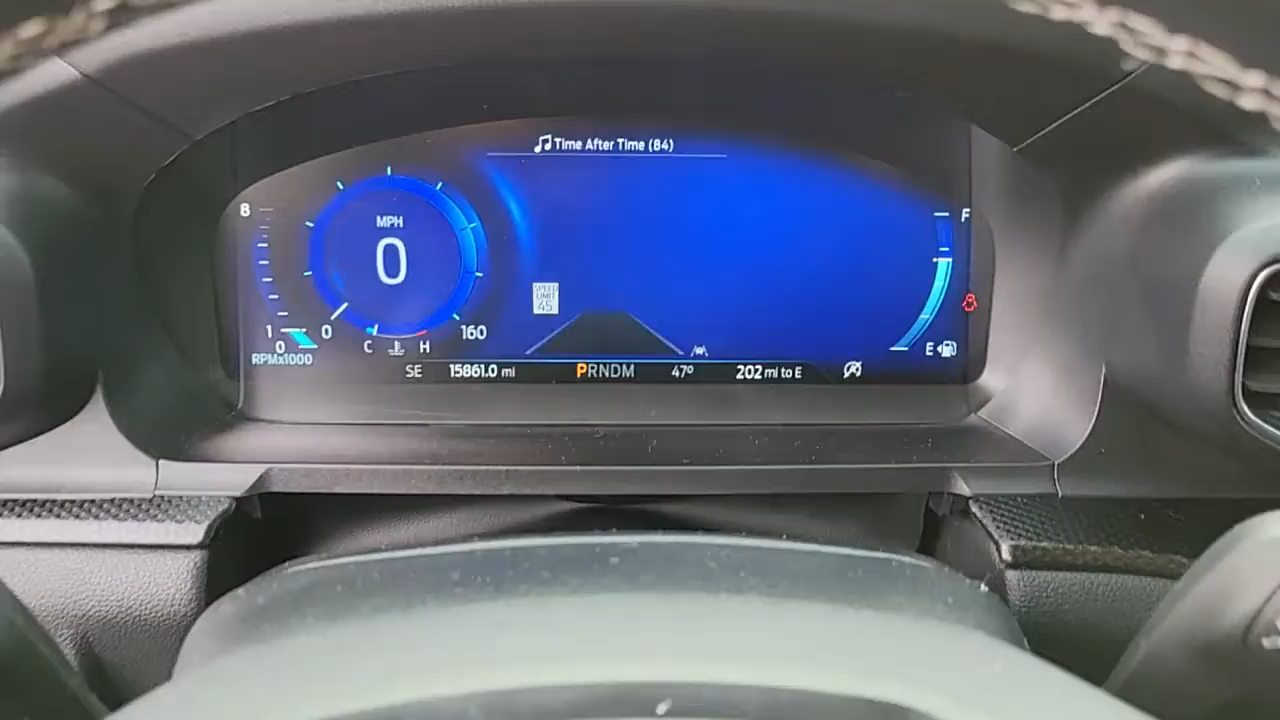 Time After Time (84)
8
MPH
0
F
SPEED
LIMIT
45
1
0
160
0
C
H
E
RPMx1000
SE
15861.0 mi
PRNDM
47°
202 mi to E